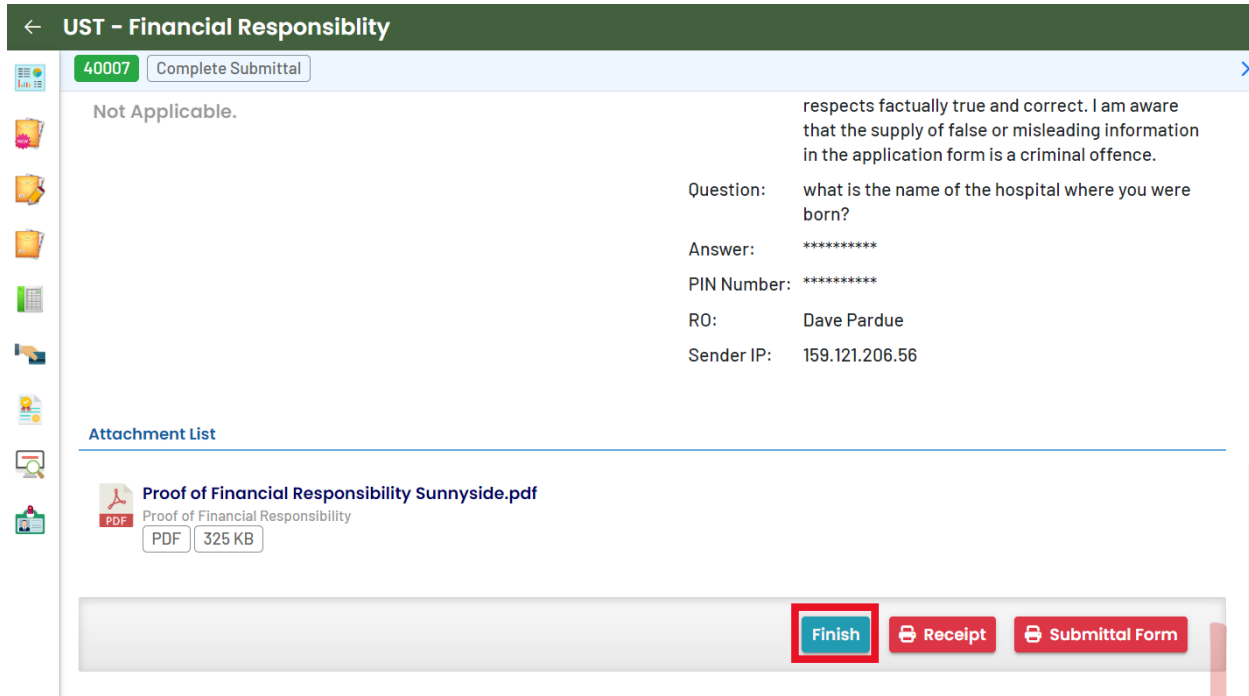 UST - Financial Responsiblity
40007 Complete Submittal
Not Applicable.
respects factually true and correct. I am aware
that the supply of false or misleading information
in the application form is a criminal offence.
Question: what is the name of the hospital where you were
born?
Answer: **********
PIN Number: **********
RO: Dave Pardue
Sender IP: 159.121.206.56
Attachment List
PDF
Proof of Financial Responsibility Sunnyside.pdf
Proof of Financial Responsibility
PDF 325 KB
Finish Receipt Submittal Form